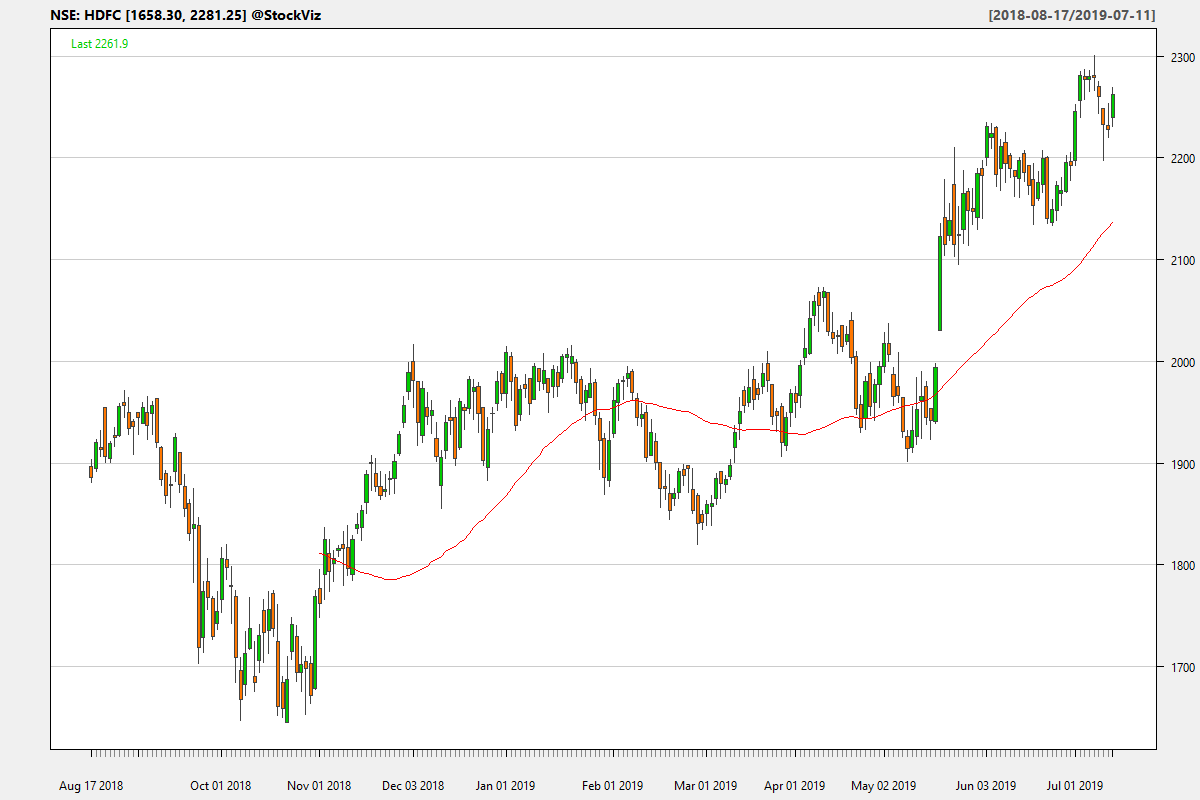 NSE: HDFC [1658.30, 2281.25] @StockViz
[2018-08-17/2019-07-11]
Last 2261.9
2300
2200
2100
2000
1900
1800
1700
Aug 17 2018
Oct 01 2018
Nov 01 2018
Dec 03 2018
Jan 01 2019
Feb 01 2019
Mar 01 2019
Apr 01 2019
May 02 2019
Jun 03 2019
Jul 01 2019